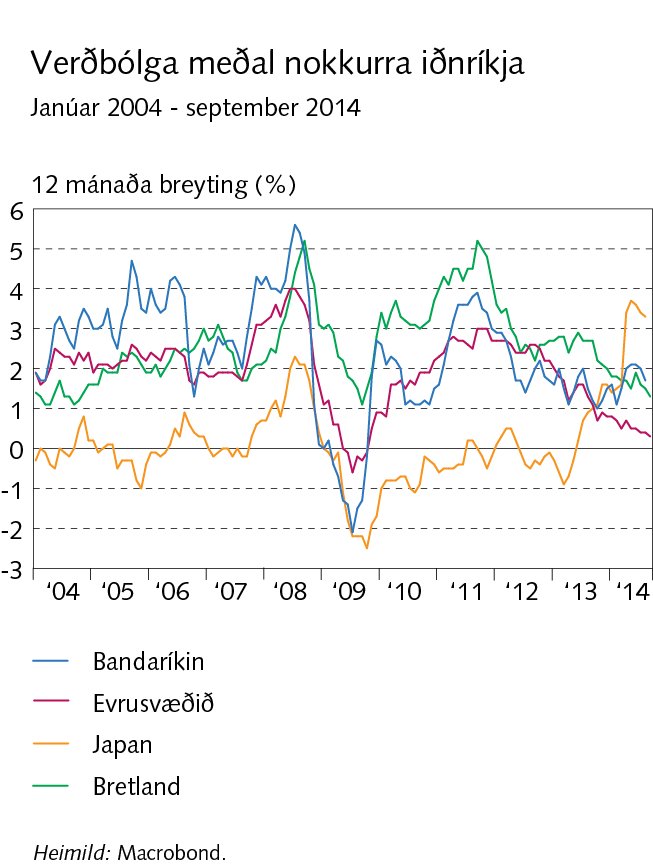 Verðbólga meðal nokkurra iðnríkja
Janúar 2004 - september 2014
12 mánaða breyting (%)
6
5
4
3
2
1
0
-1
-2
-3
‘04 ‘05 ‘06 ‘07 ‘08 ‘09 ‘10 ‘11 ‘12 ‘13 ‘14
Bandaríkin
Evrusvæðið
Japan
Bretland
Heimild: Macrobond.